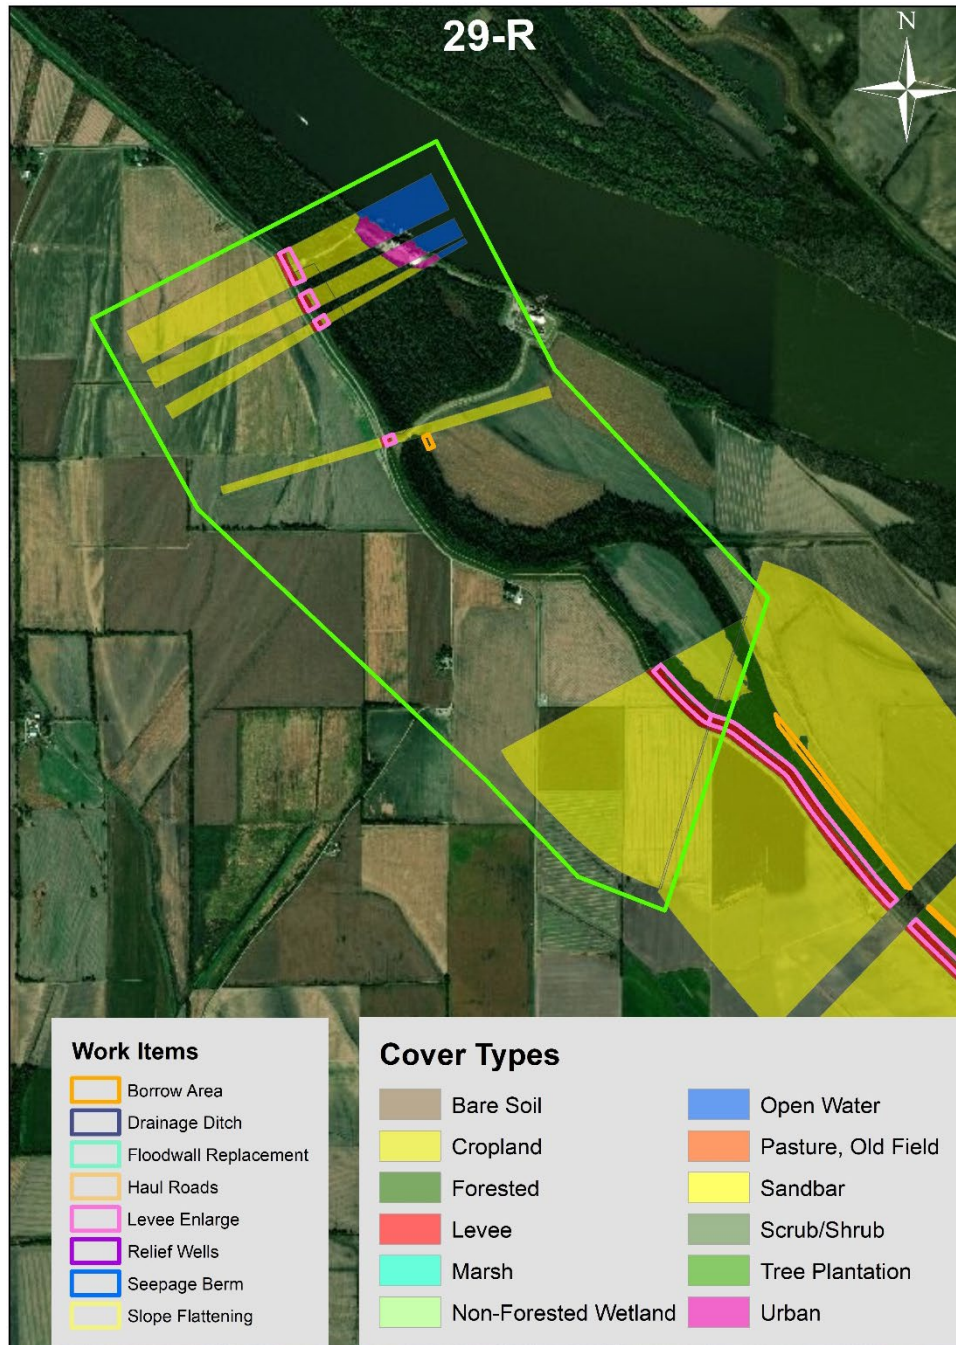 29-R
N
Work Items
Borrow Area
Drainage Ditch
Floodwall Replacement
Haul Roads
Levee Enlarge
Relief Wells
Seepage Berm
Slope Flattening
Cover Types
Bare Soil
Cropland
Forested
Levee
Marsh
Non-Forested Wetland
Open Water
Pasture, Old Field
Sandbar
Scrub/Shrub
Tree Plantation
Urban